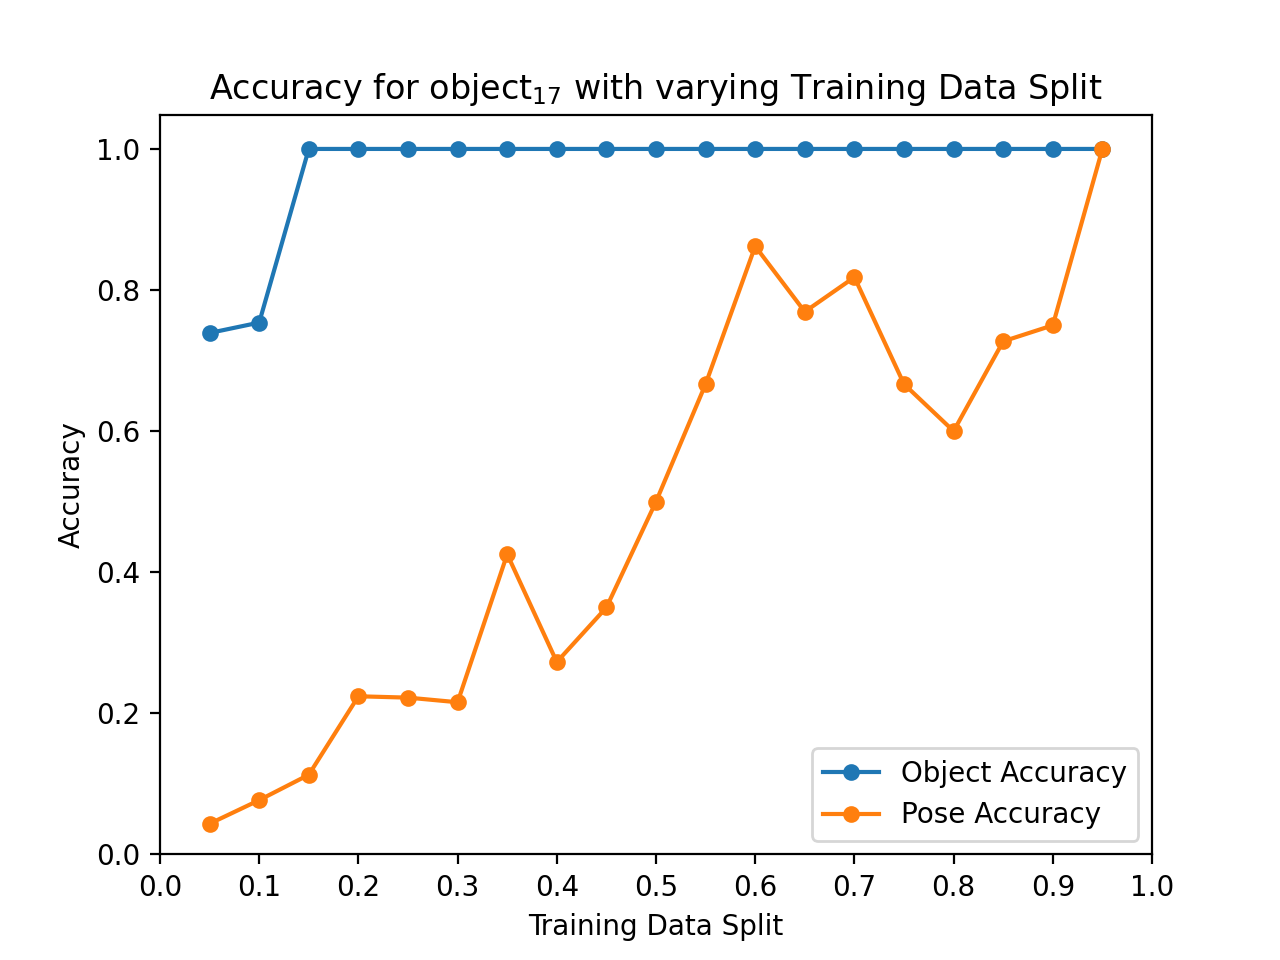 Accuracy for object₁₇ with varying Training Data Split
1.0
0.8
0.6
0.4
0.2
0.0
Accuracy
Object Accuracy
Pose Accuracy
0.0 0.1 0.2 0.3 0.4 0.5 0.6 0.7 0.8 0.9 1.0
Training Data Split